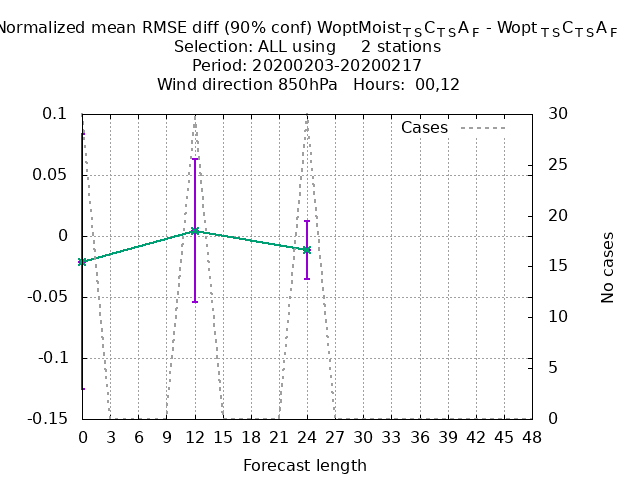 Normalized mean RMSE diff (90% conf) WoptMoist_TSC_TSA_F - Wopt_TSC_TSA_F
Selection: ALL using 2 stations
Period: 20200203-20200217
Wind direction 850hPa Hours: 00,12
Cases
0.1
0.05
0
-0.05
-0.1
-0.15
30
25
20
15
10
5
0
No cases
0 3 6 9 12 15 18 21 24 27 30 33 36 39 42 45 48
Forecast length